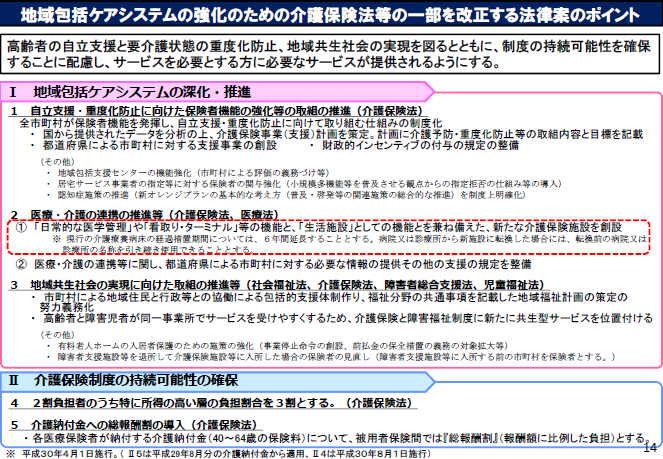 地域包括ケアシステムの強化のための介護保険法等の一部を改正する法律案のポイント
高齢者の自立支援と要介護状態の重度化防止、地域共生社会の実現を図るとともに、制度の持続可能性を確保
することに配慮し、サービスを必要とする方に必要なサービスが提供されるようにする。
Ⅰ 地域包括ケアシステムの深化・推進
１ 自立支援・重度化防止に向けた保険者機能の強化等の取組の推進（介護保険法）
全市町村が保険者機能を発揮し、自立支援・重度化防止に向けて取り組む仕組みの制度化
・ 国から提供されたデータを分析の上、介護保険事業（支援）計画を策定。計画に介護予防・重度化防止等の取組内容と目標を記載
・ 都道府県による市町村に対する支援事業の創設 ・ 財政的インセンティブの付与の規定の整備
（その他）
・ 地域包括支援センターの機能強化（市町村による評価の義務づけ等）
・ 居宅サービス事業者の指定等に対する保険者の関与強化（小規模多機能等を普及させる観点からの指定拒否の仕組み等の導入）
・ 認知症施策の推進（新オレンジプランの基本的な考え方（普及・啓発等の関連施策の総合的な推進）を制度上明確化）
２ 医療・介護の連携の推進等（介護保険法、医療法）
① 「日常的な医学管理」や「看取り・ターミナル」等の機能と、「生活施設」としての機能とを兼ね備えた、新たな介護保険施設を創設
※ 現行の介護療養病床の経過措置期間については、６年間延長することとする。病院又は診療所から新施設に転換した場合には、転換前の病院又は
診療所の名称を引き続き使用できることとする。
② 医療・介護の連携等に関し、都道府県による市町村に対する必要な情報の提供その他の支援の規定を整備
３ 地域共生社会の実現に向けた取組の推進等（社会福祉法、介護保険法、障害者総合支援法、児童福祉法）
・ 市町村による地域住民と行政等との協働による包括的支援体制作り、福祉分野の共通事項を記載した地域福祉計画の策定の
努力義務化
・ 高齢者と障害児者が同一事業所でサービスを受けやすくするため、介護保険と障害福祉制度に新たに共生型サービスを位置付ける
（その他）
・ 有料老人ホームの入居者保護のための施策の強化（事業停止命令の創設、前払金の保全措置の義務の対象拡大等）
・ 障害者支援施設等を退所して介護保険施設等に入所した場合の保険者の見直し（障害者支援施設等に入所する前の市町村を保険者とする。）
Ⅱ 介護保険制度の持続可能性の確保
４ ２割負担者のうち特に所得の高い層の負担割合を３割とする。（介護保険法）
５ 介護納付金への総報酬割の導入（介護保険法）
・各医療保険者が納付する介護納付金（40～64歳の保険料）について、被用者保険間では『総報酬割』（報酬額に比例した負担）とする。
※ 平成30年４月１日施行。（Ⅱ５は平成29年８月分の介護納付金から適用、Ⅱ４は平成30年８月１日施行）
14